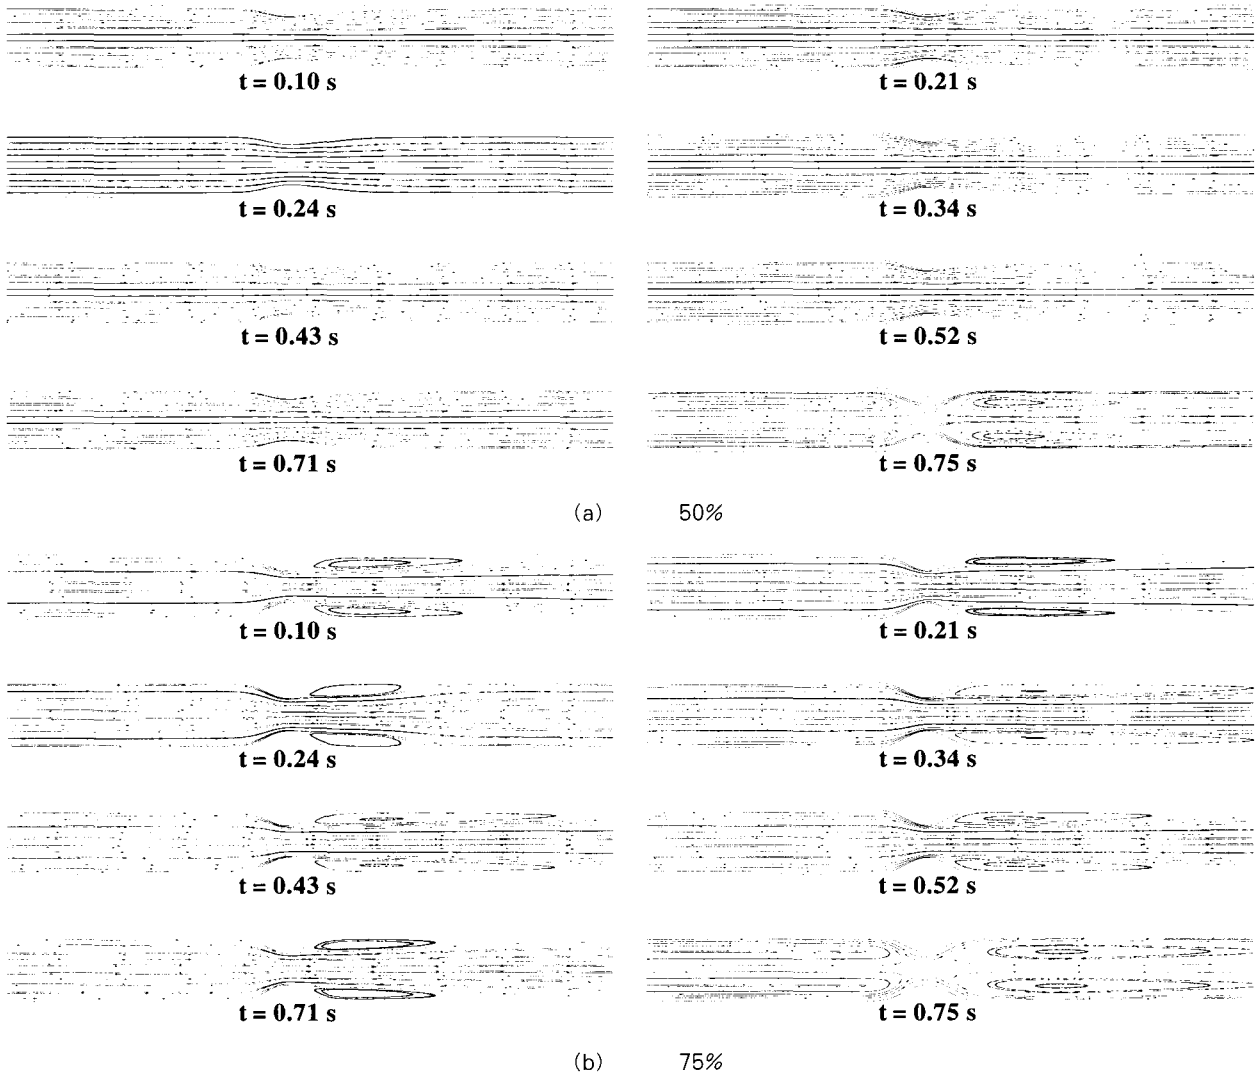 t = 0.10 s
t = 0.21 s
t = 0.24 s
t = 0.34 s
t = 0.43 s
t = 0.52 s
t = 0.71 s
t = 0.75 s
(a) 50%
t = 0.10 s
t = 0.21 s
t = 0.24 s
t = 0.34 s
t = 0.43 s
t = 0.52 s
t = 0.71 s
t = 0.75 s
(b) 75%